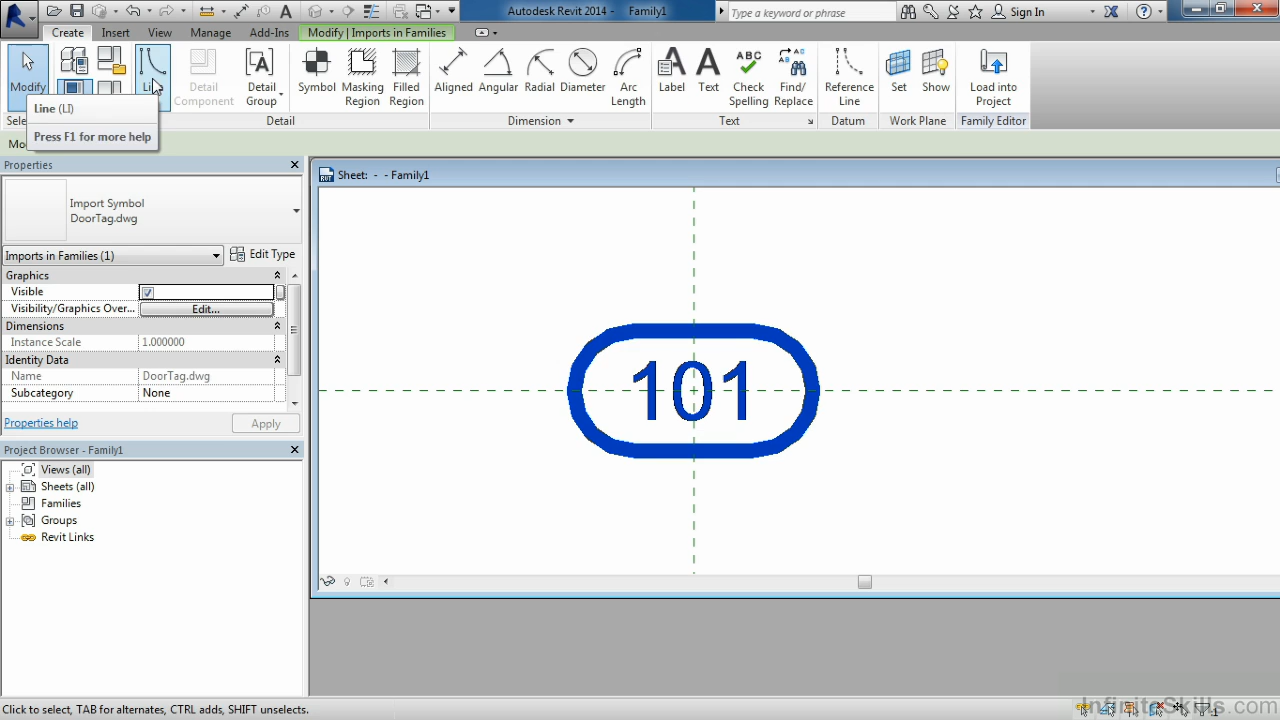 Autodesk Revit 2014 - Family1
Type a keyword or phrase
Sign In
Create Insert View Manage Add-Ins Modify | Imports in Families
Modify
Detail Component
Detail Group
Symbol
Masking Region
Filled Region
Aligned
Angular
Radial
Diameter
Arc Length
Label
Text
Check Spelling
Find/ Replace
Reference Line
Set
Show
Load into Project
Detail
Dimension
Text
Datum
Work Plane
Family Editor
Line (LI)
Press F1 for more help
Properties
Import Symbol
DoorTag.dwg
Imports in Families (1)
Edit Type
Graphics
Visible
Visibility/Graphics Over... Edit...
Dimensions
Instance Scale 1.000000
Identity Data
Name DoorTag.dwg
Subcategory None
Properties help Apply
Project Browser - Family1
Views (all)
Sheets (all)
Families
Groups
Revit Links
Sheet: - - Family1
101
Click to select, TAB for alternates, CTRL adds, SHIFT unselects.
InfiniteSkills.com